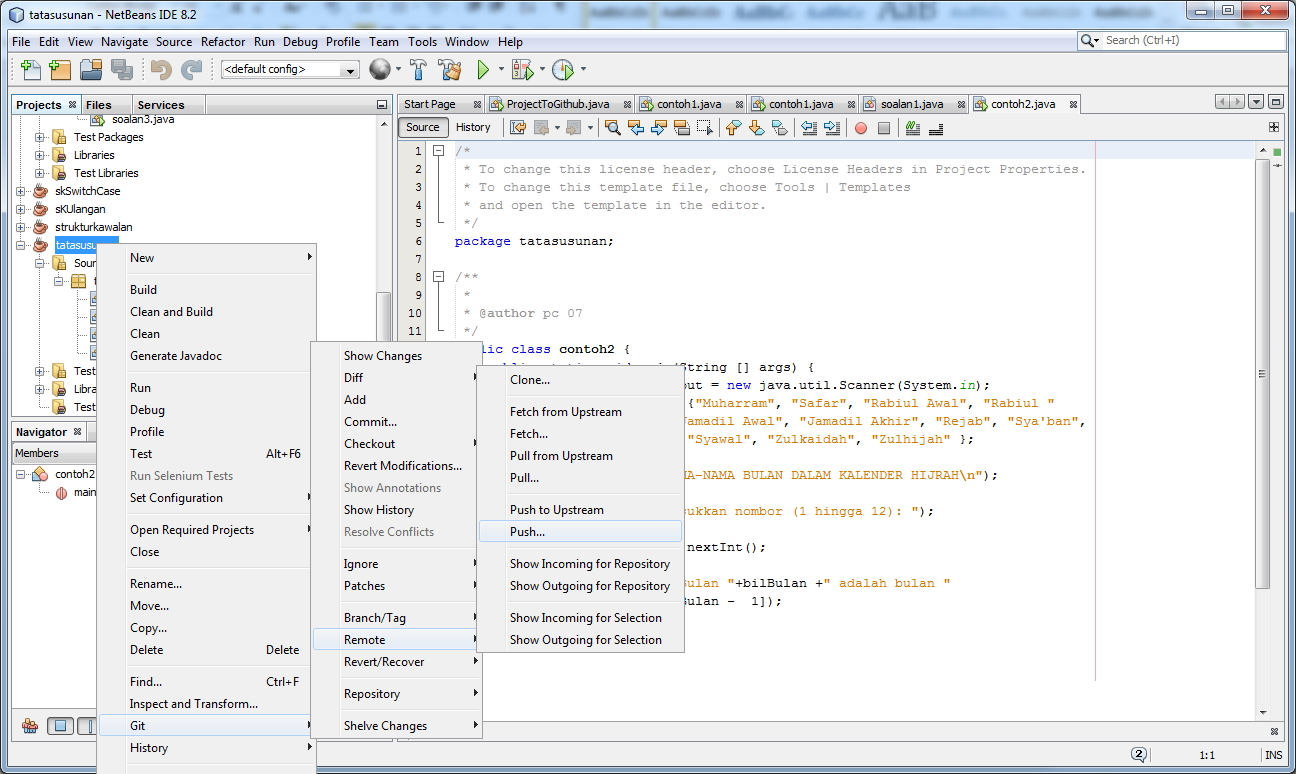 tatasusunan - NetBeans IDE 8.2
File Edit View Navigate Source Refactor Run Debug Profile Team Tools Window Help
Search (Ctrl+I)
<default config>
Projects Files Services
soalan3.java
Test Packages
Libraries
Test Libraries
skSwitchCase
sKUlangan
strukturkawalan
tatasusu
Sour
t
Test
Libra
Test
Navigator
Members
contoh2
main
New
Build
Clean and Build
Clean
Generate Javadoc
Run
Debug
Profile
Test Alt+F6
Run Selenium Tests
Set Configuration
Open Required Projects
Close
Rename...
Move...
Copy...
Delete Delete
Find... Ctrl+F
Inspect and Transform...
Git
History
Show Changes
Diff
Add
Commit...
Checkout
Revert Modifications...
Show Annotations
Show History
Resolve Conflicts
Ignore
Patches
Branch/Tag
Remote
Revert/Recover
Repository
Shelve Changes
Clone...
Fetch from Upstream
Fetch...
Pull from Upstream
Pull...
Push to Upstream
Push...
Show Incoming for Repository
Show Outgoing for Repository
Show Incoming for Selection
Show Outgoing for Selection
Start Page ProjectToGithub.java contoh1.java contoh1.java soalan1.java contoh2.java
Source History
1 /*
2 * To change this license header, choose License Headers in Project Properties.
3 * To change this template file, choose Tools | Templates
4 * and open the template in the editor.
5 */
6 package tatasusunan;
7
8 /**
9 *
10 * @author pc 07
11 */
lic class contoh2 {
String [] args) {
out = new java.util.Scanner(System.in);
{"Muharram", "Safar", "Rabiul Awal", "Rabiul "
amadil Awal", "Jamadil Akhir", "Rejab", "Sya'ban",
"Syawal", "Zulkaidah", "Zulhijah" };
A-NAMA BULAN DALAM KALENDER HIJRAH\n");
ukkan nombor (1 hingga 12): ");
nextInt();
ulan "+bilBulan +" adalah bulan "
ulan - 1]);
2 1:1 INS